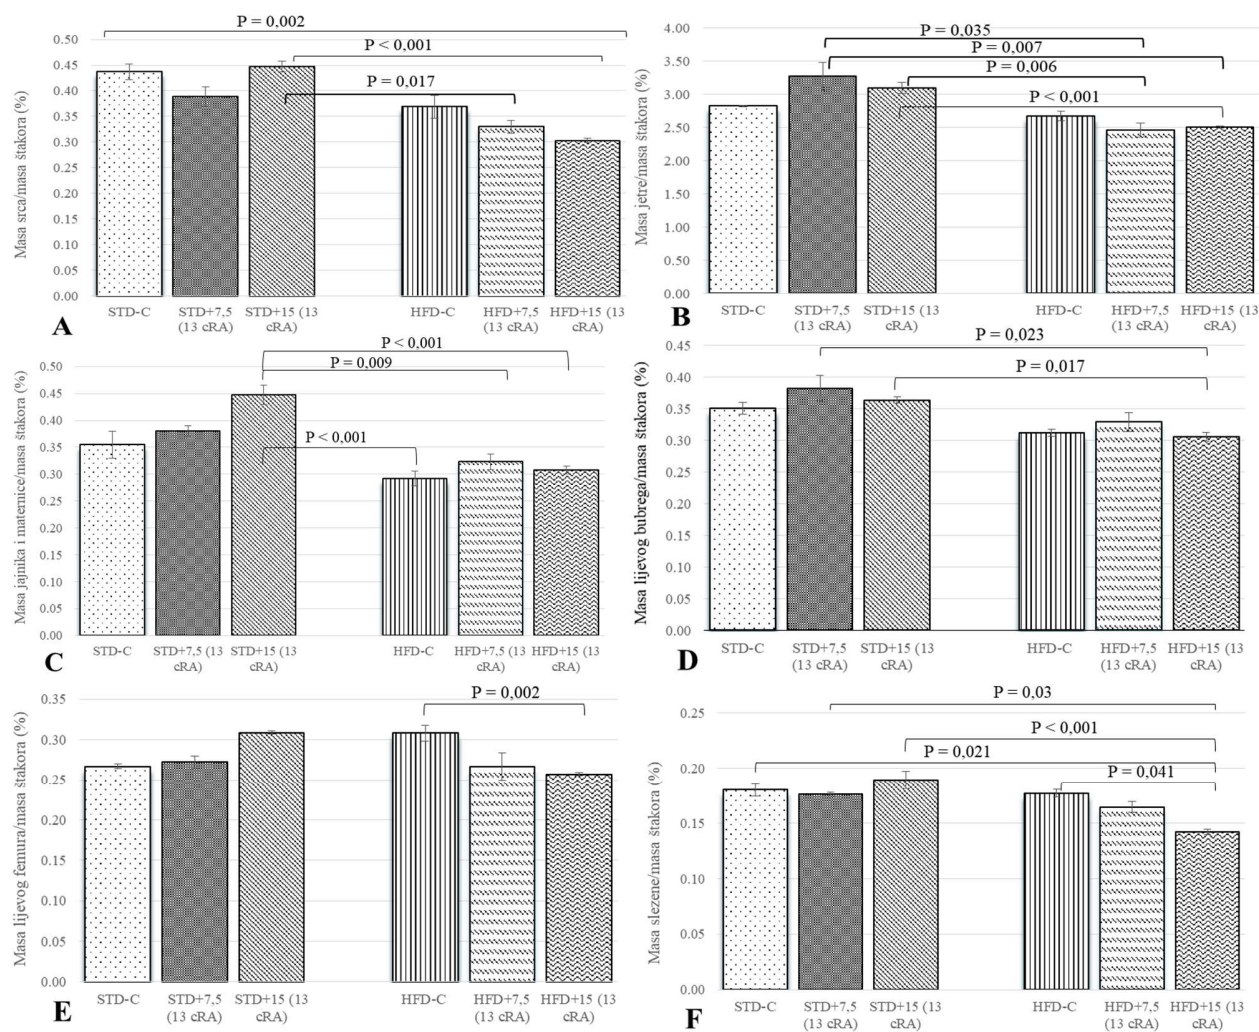 P = 0,002
P < 0,001
P = 0,017
Masa srca/masa štakora (%)
0.50
0.45
0.40
0.35
0.30
0.25
0.20
0.15
0.10
0.05
0.00
STD-C
STD+7,5 (13 cRA)
STD+15 (13 cRA)
HFD-C
HFD+7,5 (13 cRA)
HFD+15 (13 cRA)
A
P = 0,035
P = 0,007
P = 0,006
P < 0,001
Masa jetre/masa štakora (%)
4.00
3.50
3.00
2.50
2.00
1.50
1.00
0.50
0.00
STD-C
STD+7,5 (13 cRA)
STD+15 (13 cRA)
HFD-C
HFD+7,5 (13 cRA)
HFD+15 (13 cRA)
B
P < 0,001
P = 0,009
P < 0,001
Masa jajnika i maternice/masa štakora (%)
0.50
0.45
0.40
0.35
0.30
0.25
0.20
0.15
0.10
0.05
0.00
STD-C
STD+7,5 (13 cRA)
STD+15 (13 cRA)
HFD-C
HFD+7,5 (13 cRA)
HFD+15 (13 cRA)
C
P = 0,023
P = 0,017
Masa lijevog bubrega/masa štakora (%)
0.45
0.40
0.35
0.30
0.25
0.20
0.15
0.10
0.05
0.00
STD-C
STD+7,5 (13 cRA)
STD+15 (13 cRA)
HFD-C
HFD+7,5 (13 cRA)
HFD+15 (13 cRA)
D
P = 0,002
Masa lijevog femura/masa štakora (%)
0.35
0.30
0.25
0.20
0.15
0.10
0.05
0.00
STD-C
STD+7,5 (13 cRA)
STD+15 (13 cRA)
HFD-C
HFD+7,5 (13 cRA)
HFD+15 (13 cRA)
E
P = 0,03
P < 0,001
P = 0,021
P = 0,041
Masa slezene/masa štakora (%)
0.25
0.20
0.15
0.10
0.05
0.00
STD-C
STD+7,5 (13 cRA)
STD+15 (13 cRA)
HFD-C
HFD+7,5 (13 cRA)
HFD+15 (13 cRA)
F